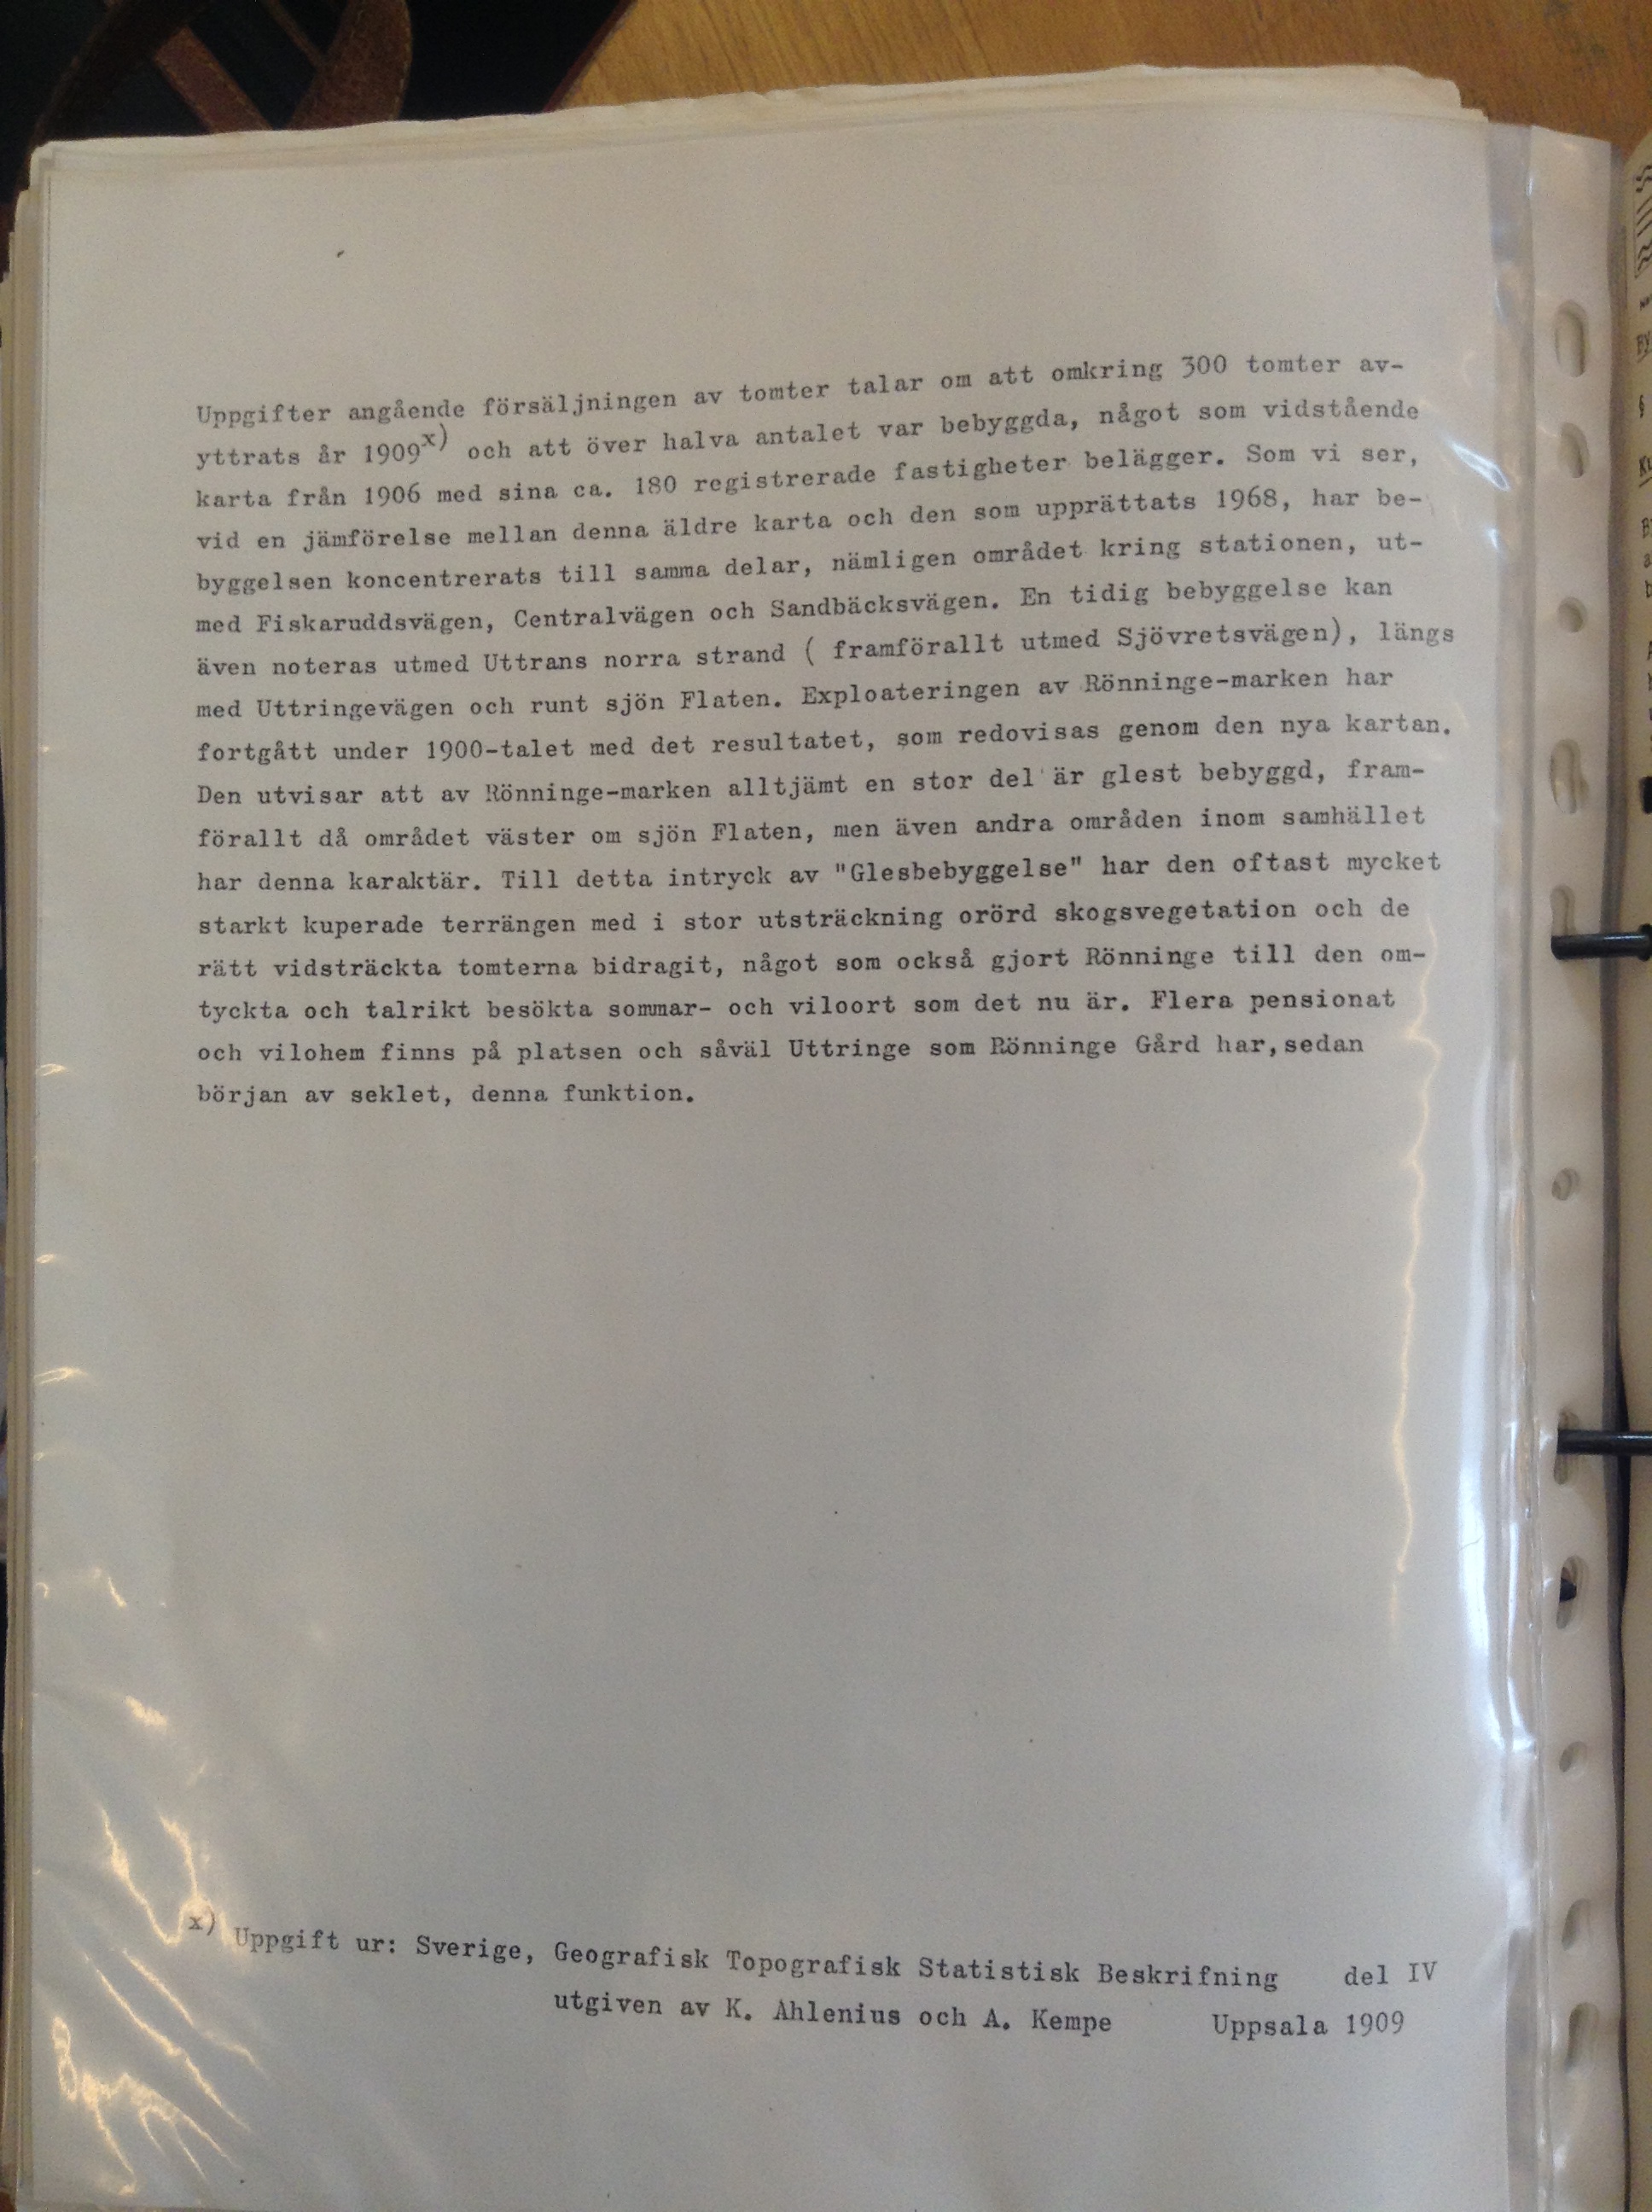 Uppgifter angående försäljningen av tomter talar om att omkring 300 tomter av-
yttrats år 1909x) och att över halva antalet var bebyggda, något som vidstående
karta från 1906 med sina ca. 180 registrerade fastigheter belägger. Som vi ser,
vid en jämförelse mellan denna äldre karta och den som upprättats 1968, har be-
byggelsen koncentrerats till samma delar, nämligen området kring stationen, ut-
med Fiskaruddsvägen, Centralvägen och Sandbäcksvägen. En tidig bebyggelse kan
även noteras utmed Uttrans norra strand ( framförallt utmed Sjövretsvägen), längs
med Uttringevägen och runt sjön Flaten. Exploateringen av Rönninge-marken har
fortgått under 1900-talet med det resultatet, som redovisas genom den nya kartan.
Den utvisar att av Rönninge-marken alltjämt en stor del är glest bebyggd, fram-
förallt då området väster om sjön Flaten, men även andra områden inom samhället
har denna karaktär. Till detta intryck av "Glesbebyggelse" har den oftast mycket
starkt kuperade terrängen med i stor utsträckning orörd skogsvegetation och de
rätt vidsträckta tomterna bidragit, något som också gjort Rönninge till den om-
tyckta och talrikt besökta sommar- och viloort som det nu är. Flera pensionat
och vilohem finns på platsen och såväl Uttringe som Rönninge Gård har, sedan
början av seklet, denna funktion.
x) Uppgift ur: Sverige, Geografisk Topografisk Statistisk Beskrifning del IV
utgiven av K. Ahlenius och A. Kempe Uppsala 1909